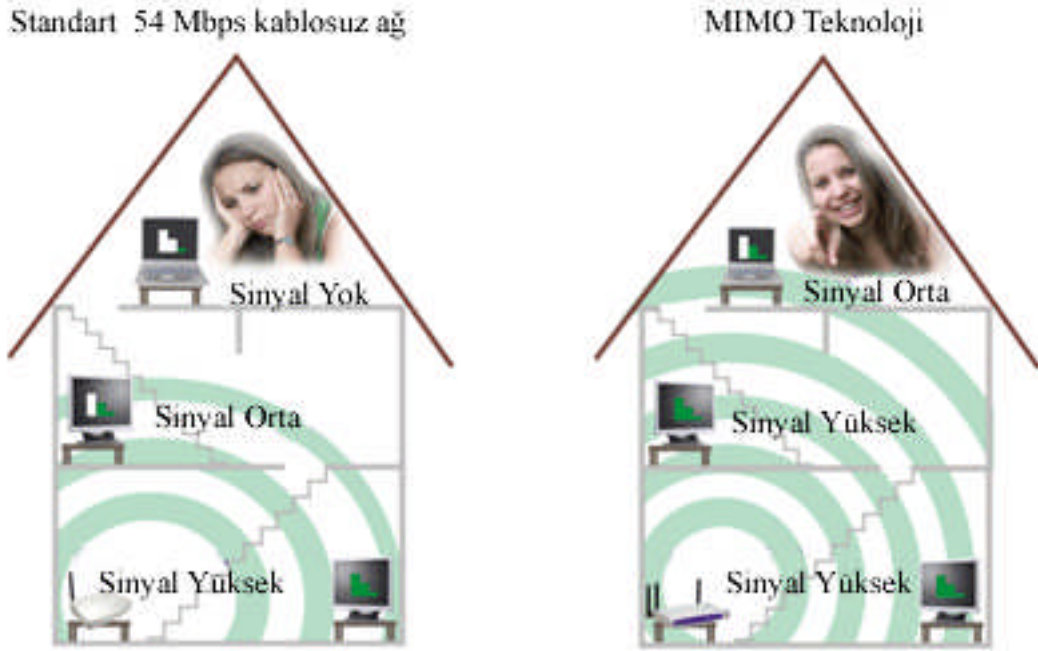 Standart 54 Mbps kablosuz ağ
Sinyal Yok
Sinyal Orta
Sinyal Yüksek
MIMO Teknoloji
Sinyal Orta
Sinyal Yüksek
Sinyal Yüksek